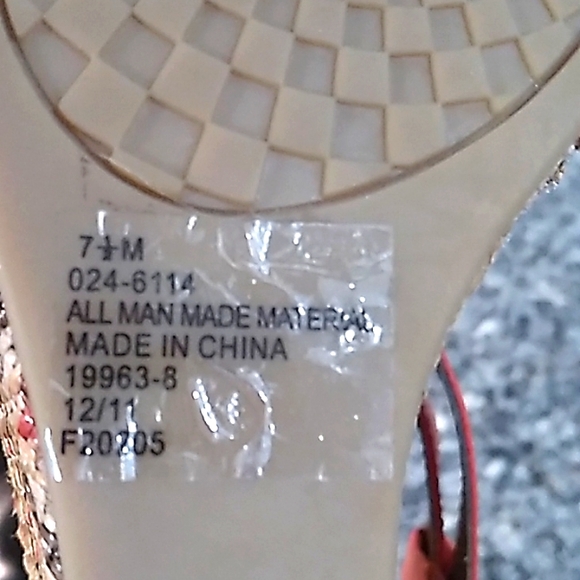 7½M
024-6114
ALL MAN MADE MATERIAL
MADE IN CHINA
19963-8
12/11
F20205